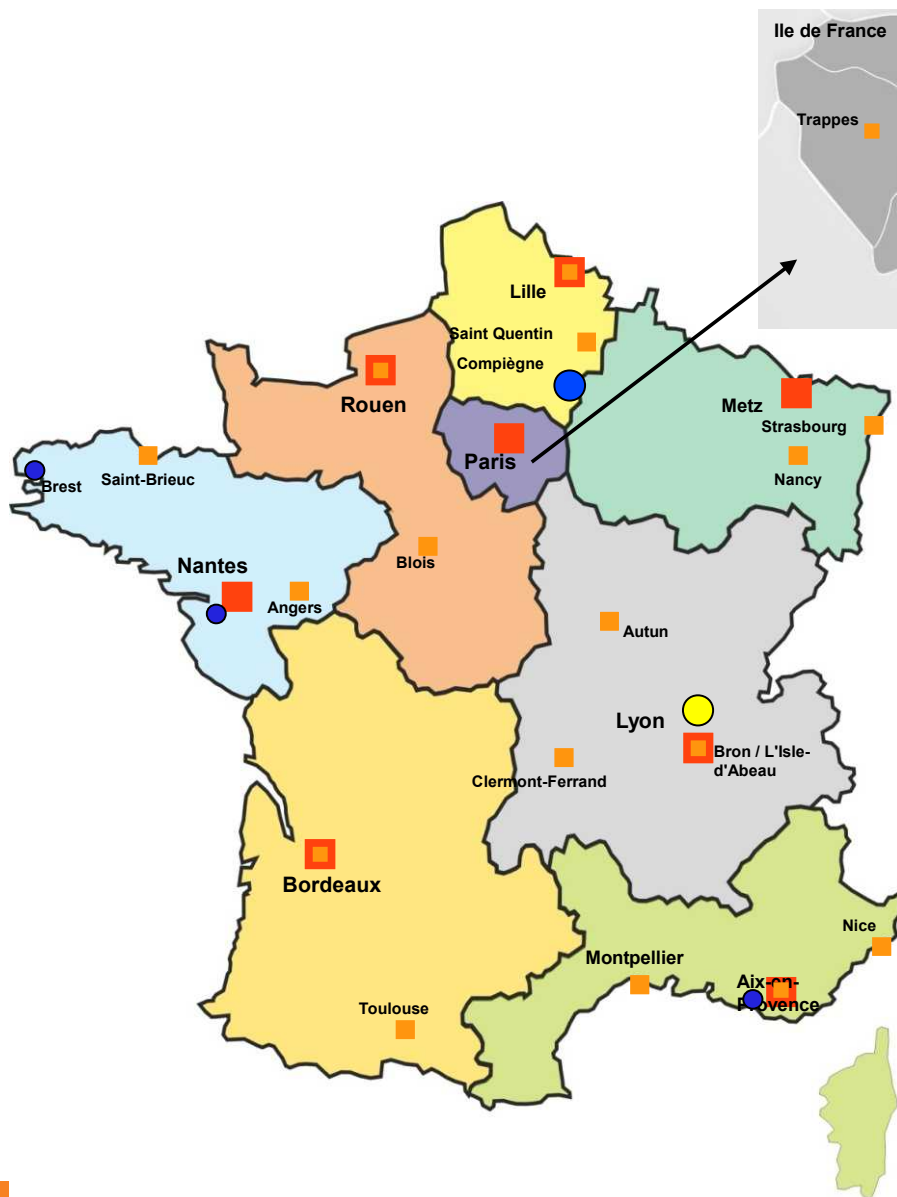 Ile de France
Trappes
Lille
Saint Quentin
Compiègne
Rouen
Metz
Strasbourg
Paris
Nancy
Saint-Brieuc
Brest
Blois
Nantes
Angers
Autun
Lyon
Bron / L'Isle-
d'Abeau
Clermont-Ferrand
Bordeaux
Nice
Montpellier
Aix-en-
Provence
Toulouse